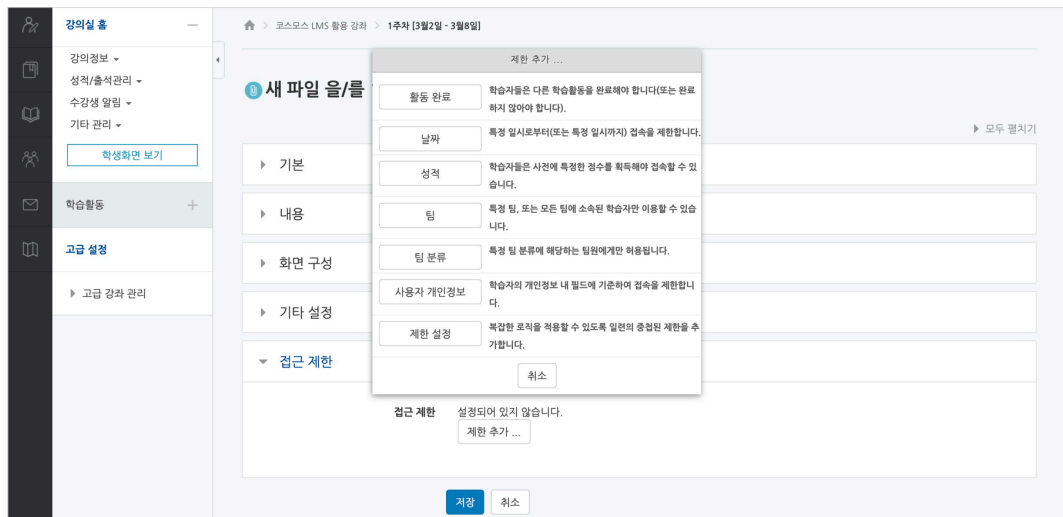 강의실 홈
강의정보
성적/출석관리
수강생 알림
기타 관리
학생화면 보기
학습활동
고급 설정
고급 강좌 관리
코스모스 LMS 활용 강좌 > 1주차 [3월2일 - 3월8일]
새 파일 을/를
모두 펼치기
기본
내용
화면 구성
기타 설정
접근 제한
접근 제한 설정되어 있지 않습니다.
제한 추가 ...
저장 취소
제한 추가 ...
활동 완료 학습자들은 다른 학습활동을 완료해야 합니다(또는 완료
하지 않아야 합니다).
날짜 특정 일시로부터(또는 특정 일시까지) 접속을 제한합니다.
성적 학습자들은 사전에 특정한 점수를 획득해야 접속할 수 있
습니다.
팀 특정 팀, 또는 모든 팀에 소속된 학습자만 이용할 수 있습
니다.
팀 분류 특정 팀 분류에 해당하는 팀원에게만 허용됩니다.
사용자 개인정보 학습자의 개인정보 내 필드에 기준하여 접속을 제한합니
다.
제한 설정 복잡한 로직을 적용할 수 있도록 일련의 중첩된 제한을 추
가합니다.
취소